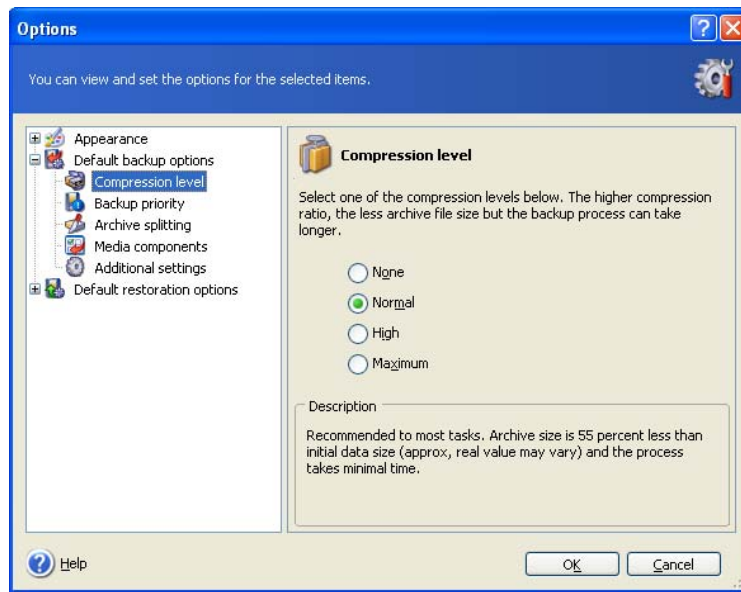 Options
You can view and set the options for the selected items.
Appearance
Default backup options
Compression level
Backup priority
Archive splitting
Media components
Additional settings
Default restoration options
Compression level
Select one of the compression levels below. The higher compression
ratio, the less archive file size but the backup process can take
longer.
None
Normal
High
Maximum
Description
Recommended to most tasks. Archive size is 55 percent less than
initial data size (approx, real value may vary) and the process
takes minimal time.
Help
OK
Cancel